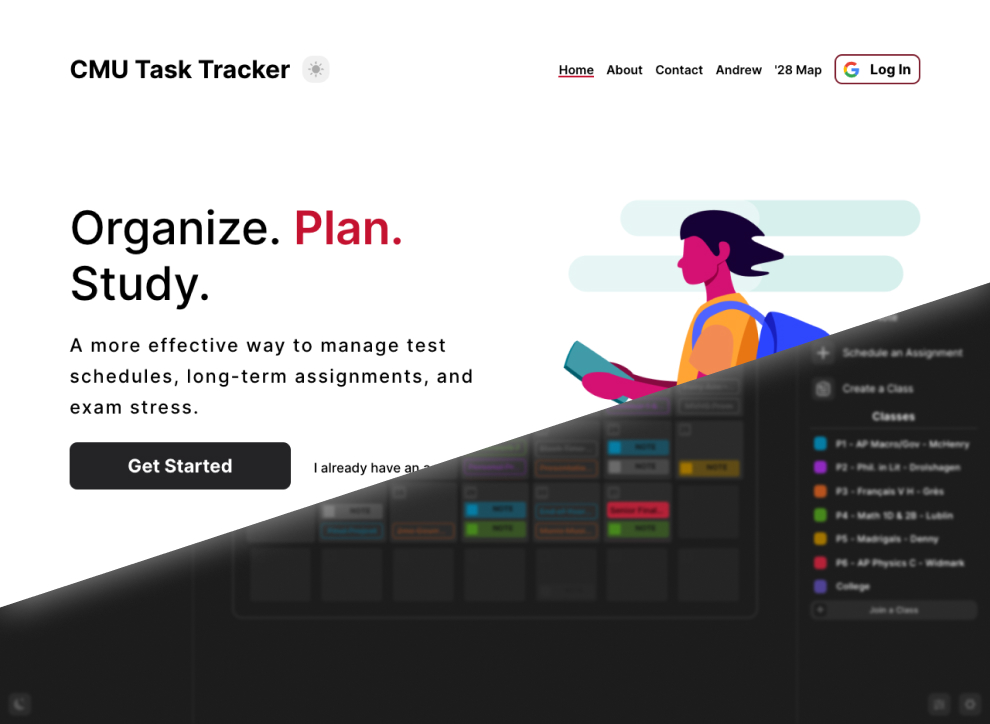 CMU Task Tracker
Home About Contact Andrew '28 Map Log In
Organize. Plan.
Study.
A more effective way to manage test
schedules, long-term assignments, and
exam stress.
Get Started
I already have an
Schedule an Assignment
Create a Class
Classes
P1 - AP Macro/Gov - McHenry
P2 - Phil. in Lit - Drolshagen
P3 - Français V H - Grès
P4 - Math 1D & 2B - Lublin
P5 - Madrigals - Denny
P6 - AP Physics C - Widmark
College
Join a Class
NOTE
NOTE NOTE
NOTE NOTE
Senior Final...
NOTE NOTE